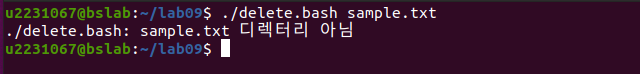 u2231067@bslab:~/lab09$ ./delete.bash sample.txt
./delete.bash: sample.txt 디렉터리 아님
u2231067@bslab:~/lab09$